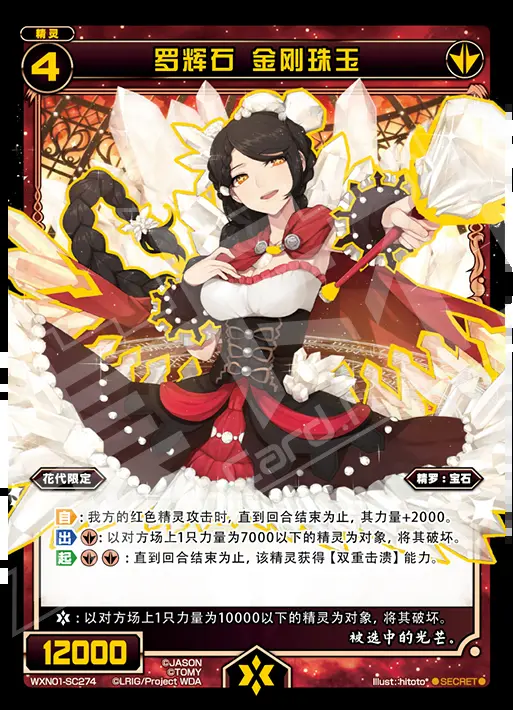 精灵
4
罗辉石 金刚珠玉
花代限定
精罗：宝石
自：我方的红色精灵攻击时，直到回合结束为止，其力量+2000。
出：以对方场上1只力量为7000以下的精灵为对象，将其破坏。
起：直到回合结束为止，该精灵获得【双重击溃】能力。
：以对方场上1只力量为10000以下的精灵为对象，将其破坏。
被选中的光芒。
12000
©JASON
©TOMY
WXN01-SC274 ©LRIG/Project WDA
Illust.:hitoto* ●SECRET●